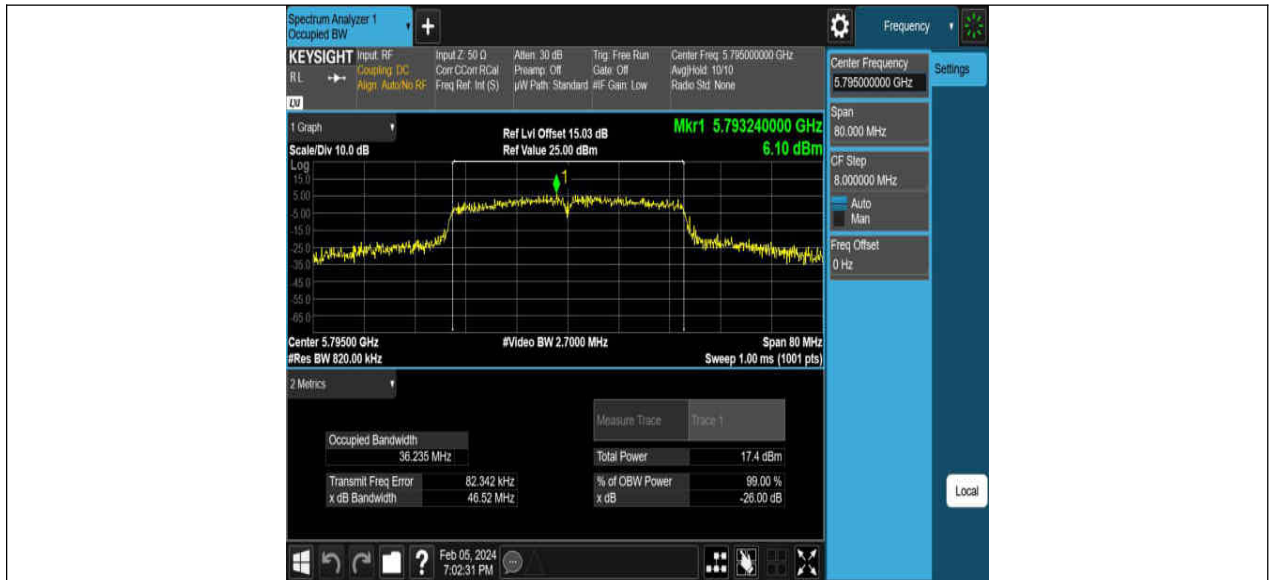 Spectrum Analyzer 1
Occupied BW
+
Frequency
KEYSIGHT
RL
LXI
Input: RF
Coupling: DC
Align: Auto/No RF
Input Z: 50 Ω
Corr CCorr RCal
Freq Ref: Int (S)
Atten: 30 dB
Preamp: Off
µW Path: Standard
Trig: Free Run
Gate: Off
#IF Gain: Low
Center Freq: 5.795000000 GHz
Avg|Hold: 10/10
Radio Std: None
Center Frequency
5.795000000 GHz
Settings
Span
80.000 MHz
CF Step
8.000000 MHz
Auto
Man
Freq Offset
0 Hz
1 Graph
Scale/Div 10.0 dB
Ref Lvl Offset 15.03 dB
Ref Value 25.00 dBm
Mkr1 5.793240000 GHz
6.10 dBm
Log
15.0
5.00
-5.00
-15.0
-25.0
-35.0
-45.0
-55.0
-65.0
1
Center 5.79500 GHz
#Res BW 820.00 kHz
#Video BW 2.7000 MHz
Span 80 MHz
Sweep 1.00 ms (1001 pts)
2 Metrics
Measure Trace Trace 1
Occupied Bandwidth
36.235 MHz
Total Power 17.4 dBm
Transmit Freq Error 82.342 kHz
% of OBW Power 99.00 %
x dB Bandwidth 46.52 MHz
x dB -26.00 dB
Local
?
Feb 05, 2024
7:02:31 PM